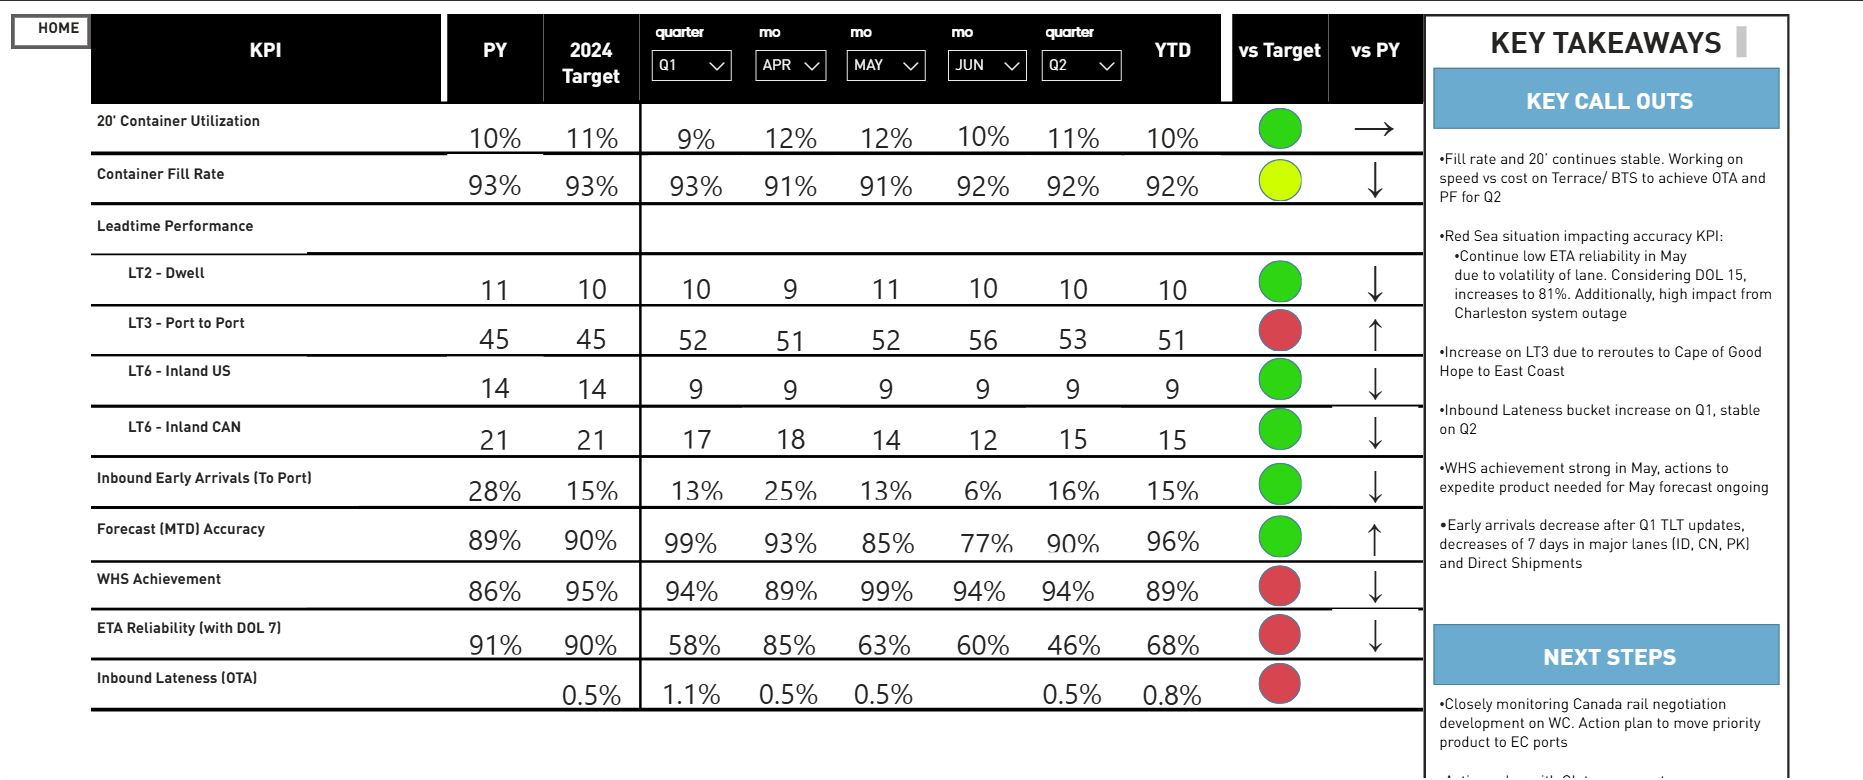 HOME
KPI PY 2024 Target quarter Q1 mo APR mo MAY mo JUN quarter Q2 YTD vs Target vs PY
20' Container Utilization 10% 11% 9% 12% 12% 10% 11% 10% →
Container Fill Rate 93% 93% 93% 91% 91% 92% 92% 92% ↓
Leadtime Performance
LT2 - Dwell 11 10 10 9 11 10 10 10 ↓
LT3 - Port to Port 45 45 52 51 52 56 53 51 ↑
LT6 - Inland US 14 14 9 9 9 9 9 9 ↓
LT6 - Inland CAN 21 21 17 18 14 12 15 15 ↓
Inbound Early Arrivals (To Port) 28% 15% 13% 25% 13% 6% 16% 15% ↓
Forecast (MTD) Accuracy 89% 90% 99% 93% 85% 77% 90% 96% ↑
WHS Achievement 86% 95% 94% 89% 99% 94% 94% 89% ↓
ETA Reliability (with DOL 7) 91% 90% 58% 85% 63% 60% 46% 68% ↓
Inbound Lateness (OTA) 0.5% 1.1% 0.5% 0.5% 0.5% 0.8%
KEY TAKEAWAYS
KEY CALL OUTS
•Fill rate and 20' continues stable. Working on
speed vs cost on Terrace/ BTS to achieve OTA and
PF for Q2
•Red Sea situation impacting accuracy KPI:
•Continue low ETA reliability in May
due to volatility of lane. Considering DOL 15,
increases to 81%. Additionally, high impact from
Charleston system outage
•Increase on LT3 due to reroutes to Cape of Good
Hope to East Coast
•Inbound Lateness bucket increase on Q1, stable
on Q2
•WHS achievement strong in May, actions to
expedite product needed for May forecast ongoing
•Early arrivals decrease after Q1 TLT updates,
decreases of 7 days in major lanes (ID, CN, PK)
and Direct Shipments
NEXT STEPS
•Closely monitoring Canada rail negotiation
development on WC. Action plan to move priority
product to EC ports